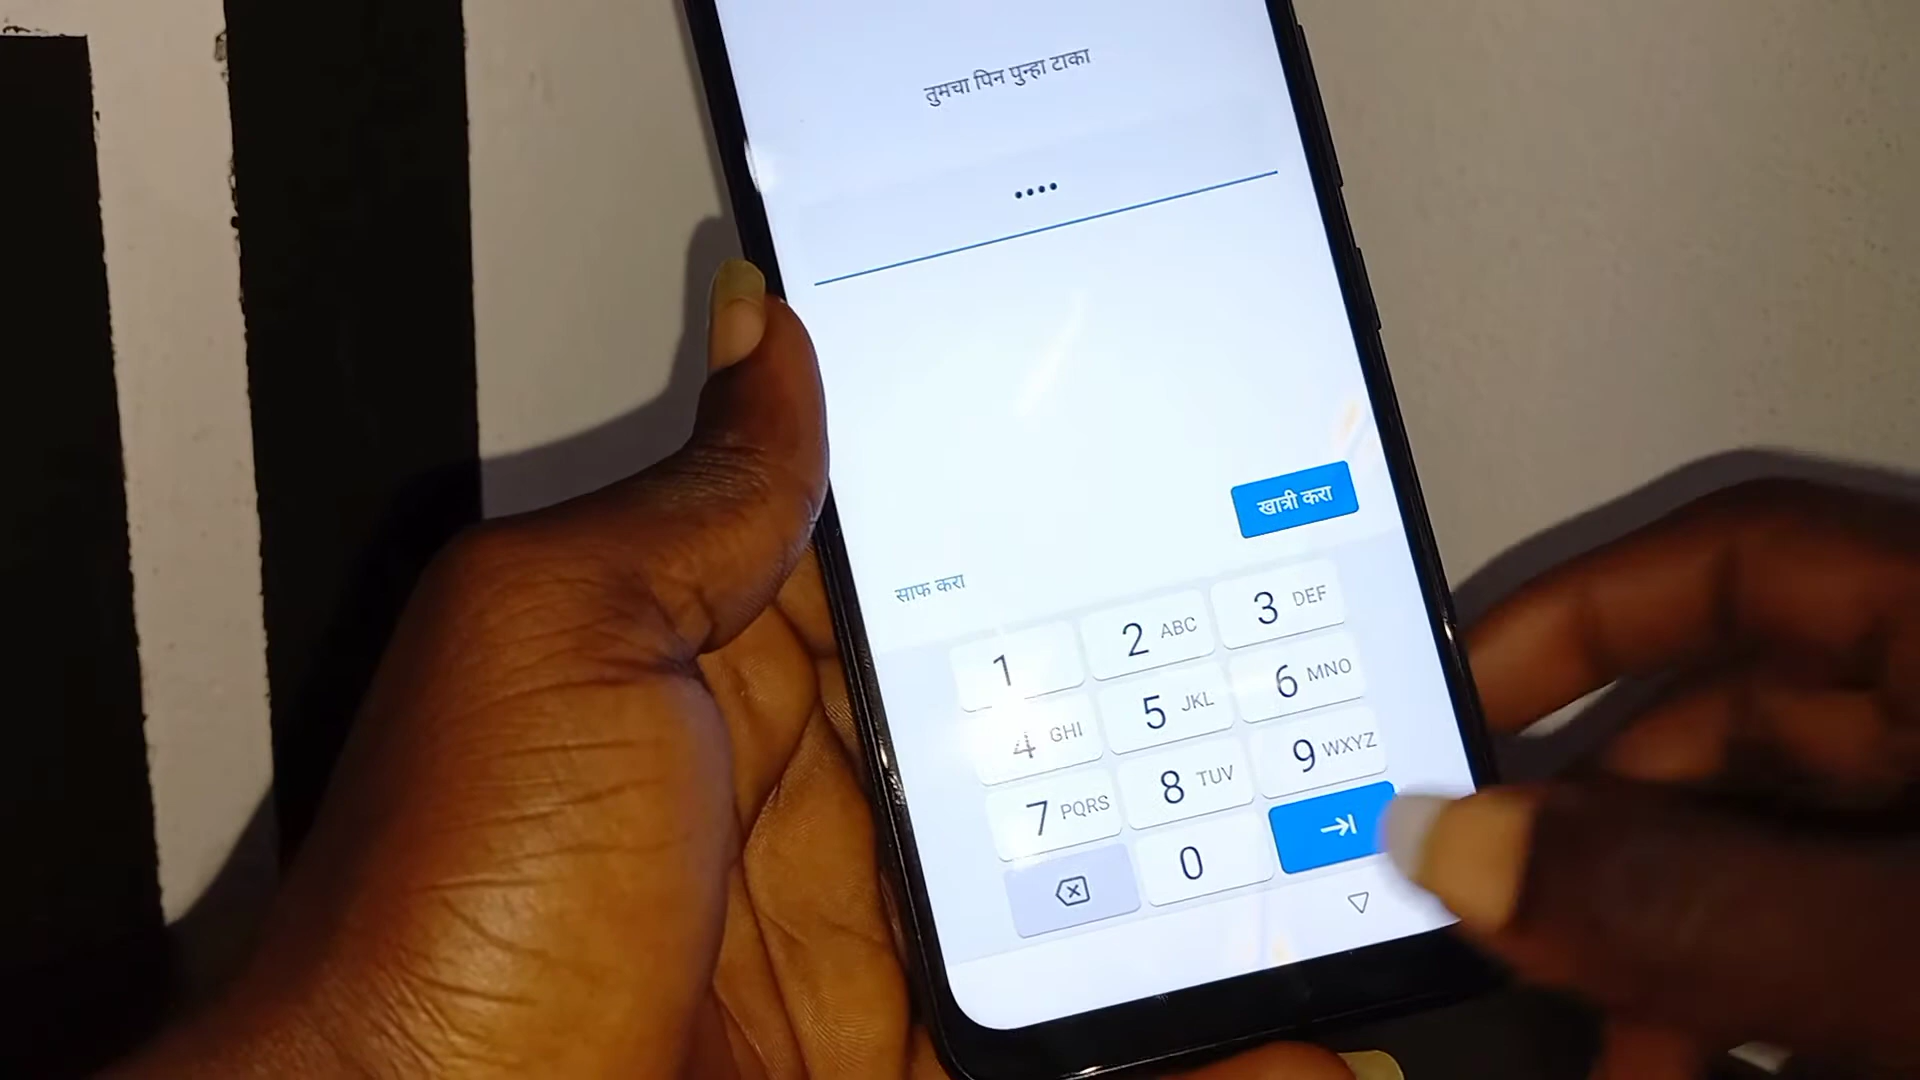 तुमचा पिन पुन्हा टाका
••••
खात्री करा
साफ करा
1
2 ABC
3 DEF
4 GHI
5 JKL
6 MNO
7 PQRS
8 TUV
9 WXYZ
0